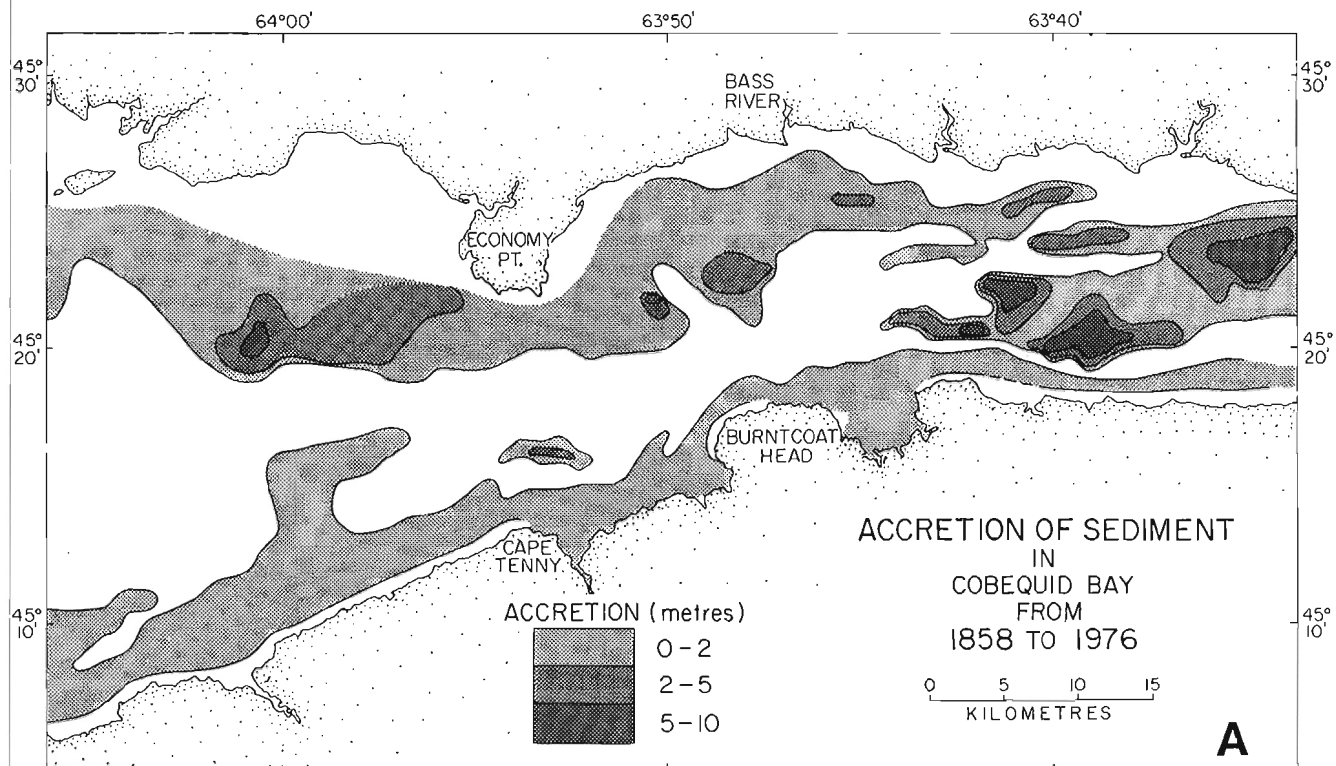 64°00'
63°50'
63°40'
45°
30'
45°
30'
BASS
RIVER
ECONOMY
PT.
45°
20'
45°
20'
BURNTCOAT
HEAD
CAPE
TENNY
ACCRETION OF SEDIMENT
IN
COBEQUID BAY
FROM
1858 TO 1976
45°
10'
45°
10'
ACCRETION (metres)
0-2
2-5
5-10
0 5 10 15
KILOMETRES
A